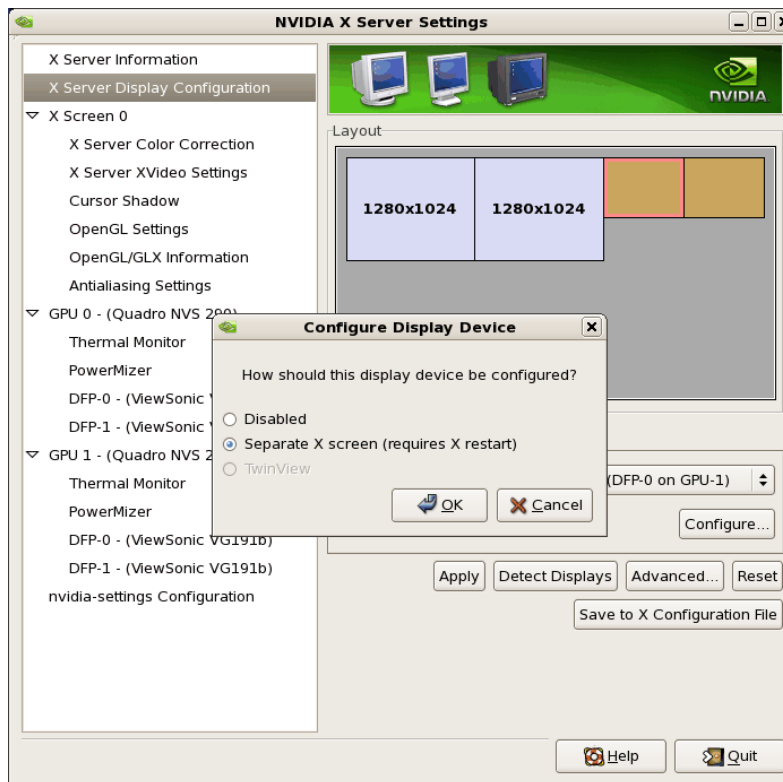 NVIDIA X Server Settings
X Server Information
X Server Display Configuration
X Screen 0
X Server Color Correction
X Server XVideo Settings
Cursor Shadow
OpenGL Settings
OpenGL/GLX Information
Antialiasing Settings
GPU 0 - (Quadro NVS 290)
Thermal Monitor
PowerMizer
DFP-0 - (ViewSonic
DFP-1 - (ViewSonic
GPU 1 - (Quadro NVS 2
Thermal Monitor
PowerMizer
DFP-0 - (ViewSonic VG191b)
DFP-1 - (ViewSonic VG191b)
nvidia-settings Configuration
NVIDIA
Layout
1280x1024
1280x1024
Configure Display Device
How should this display device be configured?
Disabled
Separate X screen (requires X restart)
TwinView
OK
Cancel
(DFP-0 on GPU-1)
Configure...
Apply
Detect Displays
Advanced...
Reset
Save to X Configuration File
Help
Quit